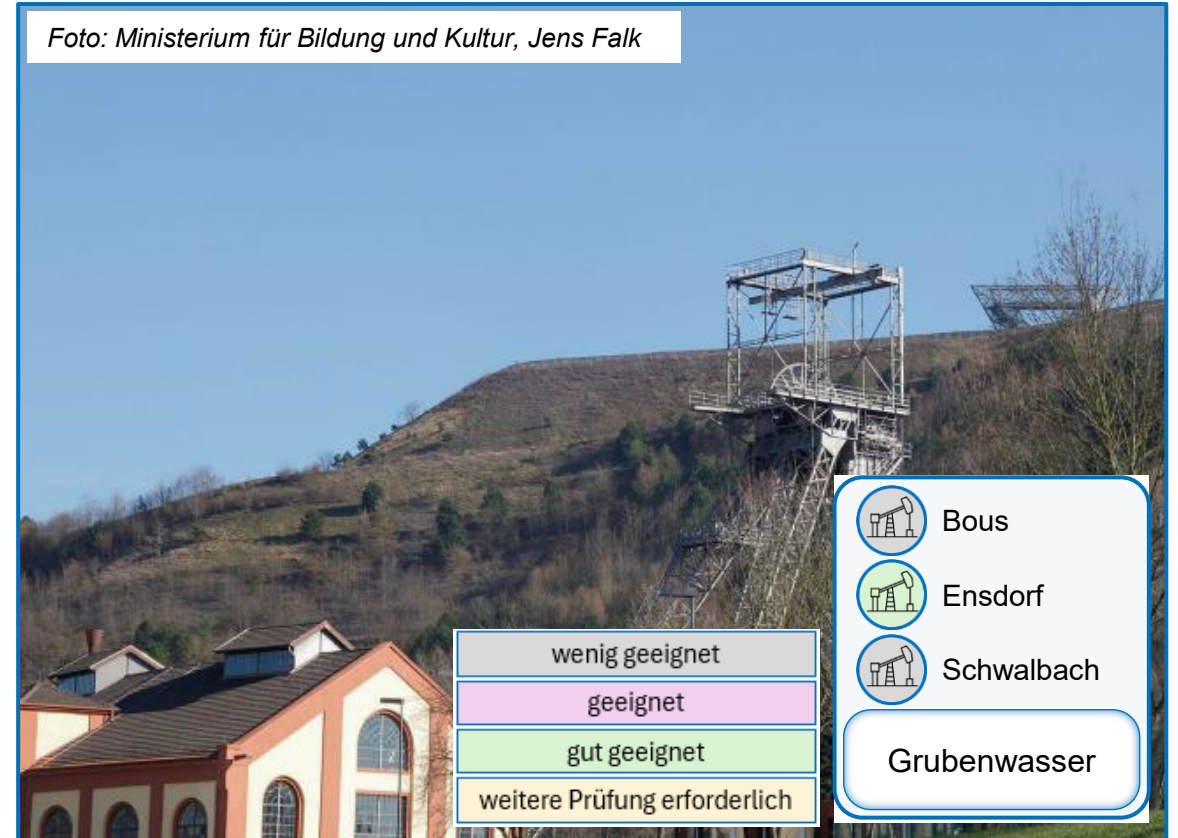 Foto: Ministerium für Bildung und Kultur, Jens Falk
Bous
Ensdorf
Schwalbach
Grubenwasser
wenig geeignet
geeignet
gut geeignet
weitere Prüfung erforderlich